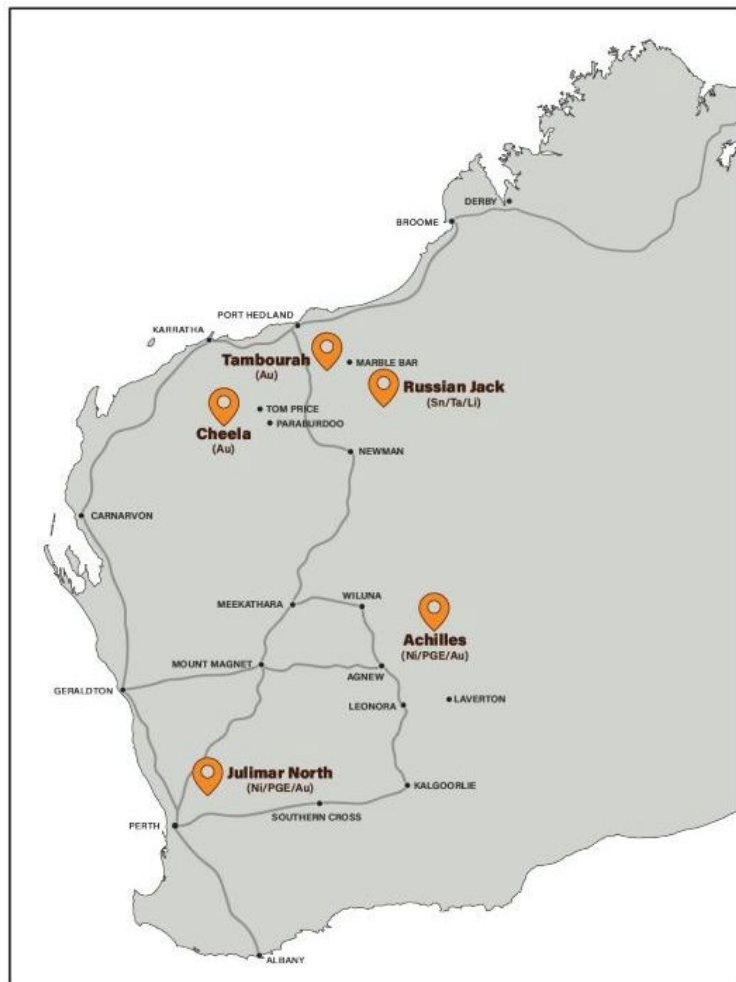 DERBY
BROOME
PORT HEDLAND
KARRATHA
Tambourah
(Au)
MARBLE BAR
Russian Jack
(Sn/Ta/Li)
TOM PRICE
PARABURDOO
Cheela
(Au)
NEWMAN
CARNARVON
MEEKATHARA
WILUNA
Achilles
(Ni/PGE/Au)
MOUNT MAGNET
AGNEW
GERALDTON
LEONORA
LAVERTON
Julimar North
(Ni/PGE/Au)
KALGOORLIE
SOUTHERN CROSS
PERTH
ALBANY